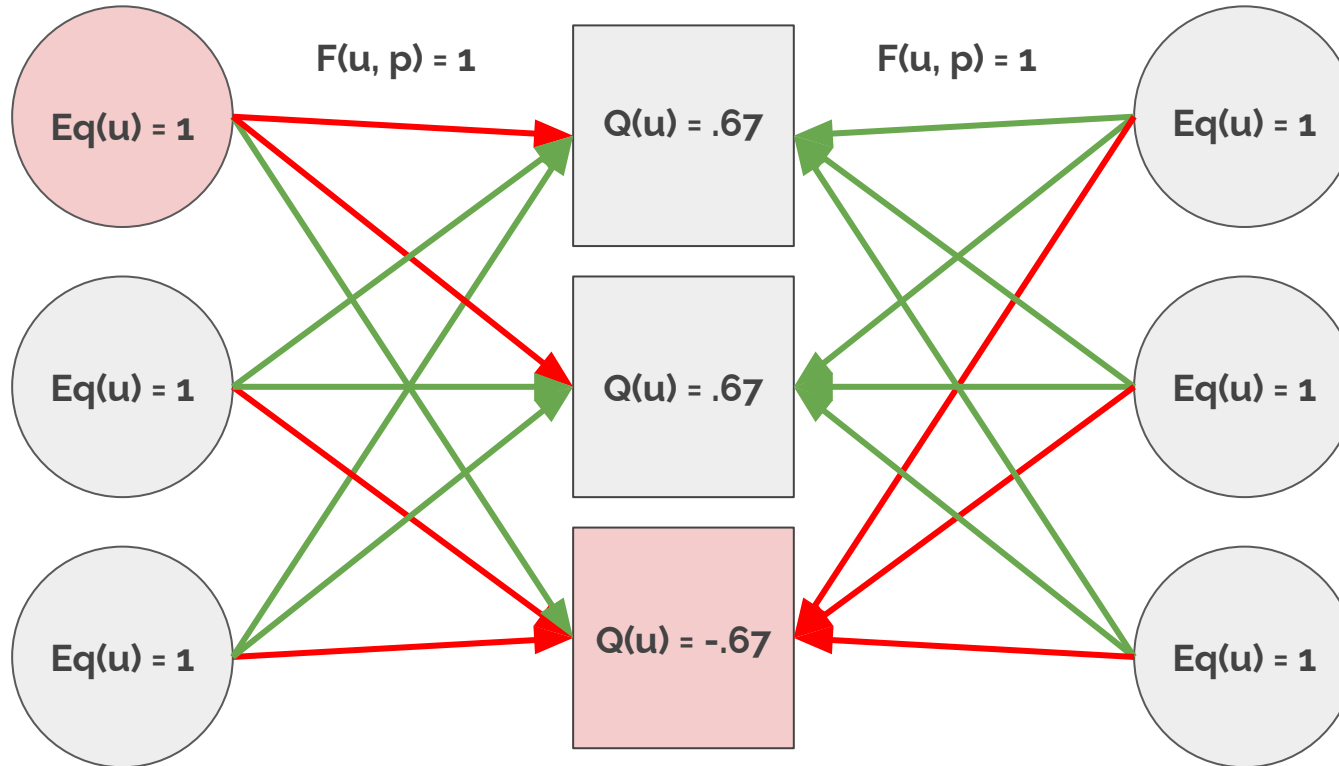 F(u, p) = 1
F(u, p) = 1
Eq(u) = 1
Q(u) = .67
Eq(u) = 1
Eq(u) = 1
Q(u) = .67
Eq(u) = 1
Eq(u) = 1
Q(u) = -.67
Eq(u) = 1